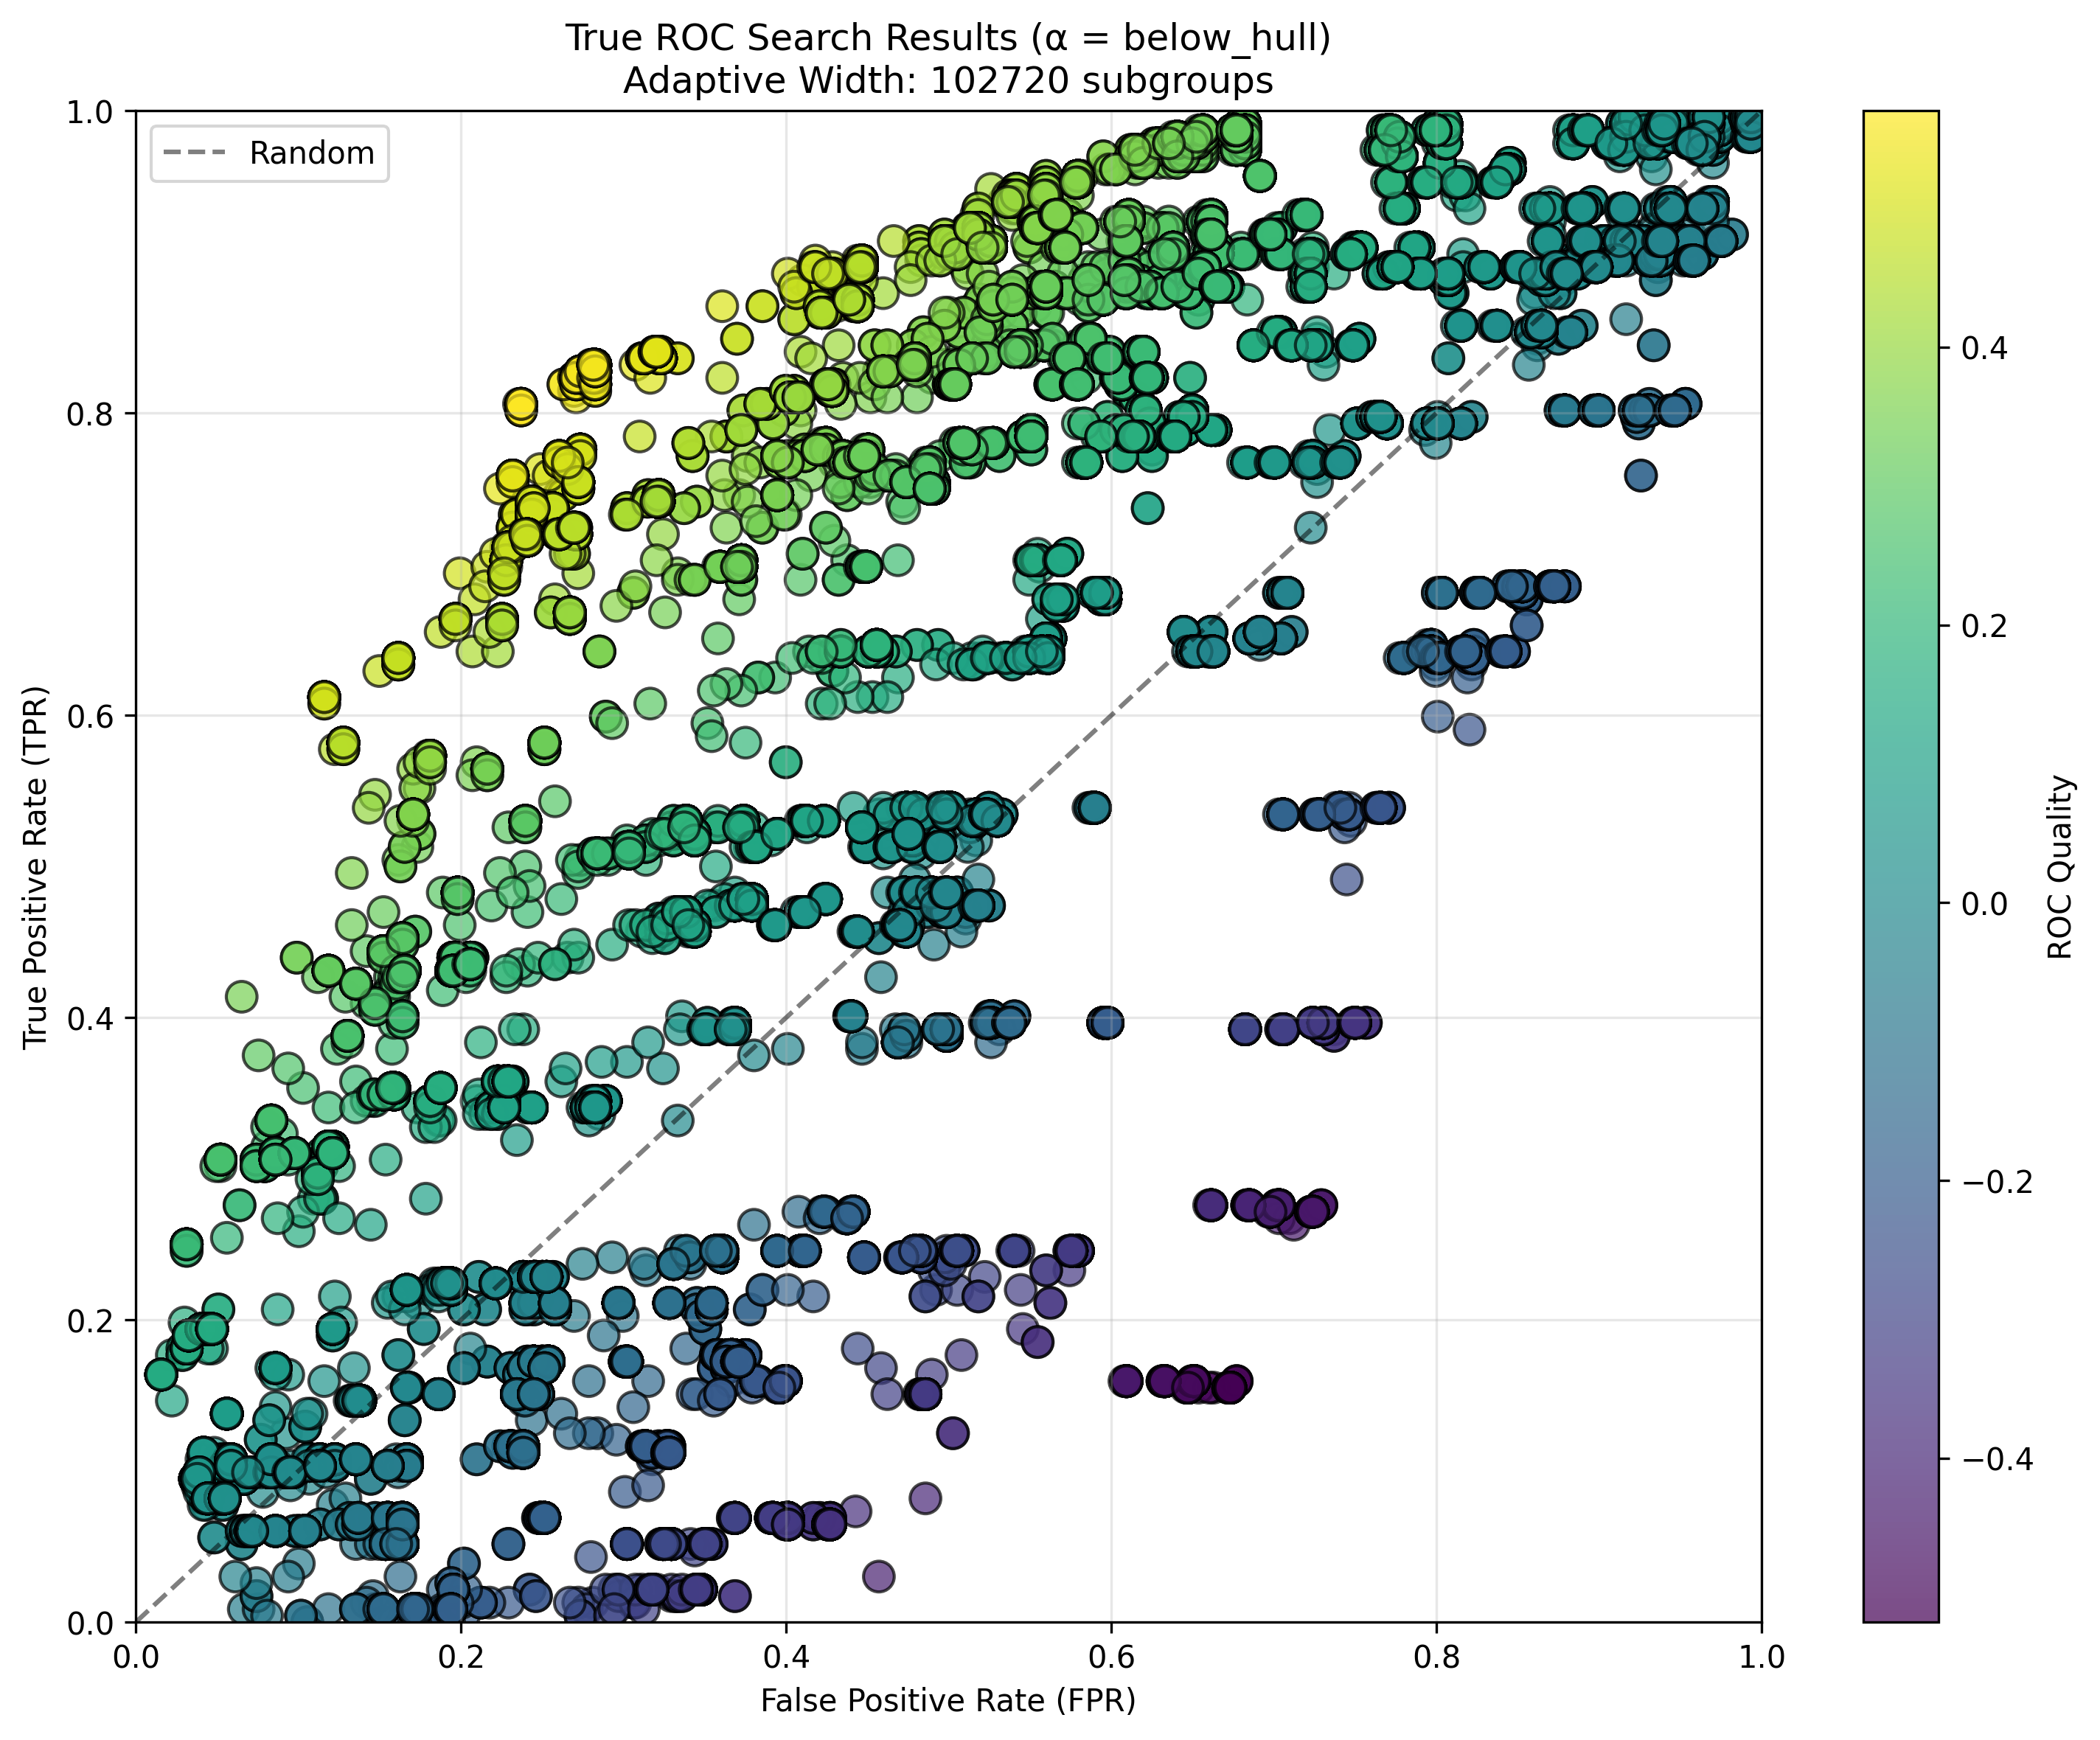 True ROC Search Results (α = below_hull)
Adaptive Width: 102720 subgroups
Random
True Positive Rate (TPR)
1.0
0.8
0.6
0.4
0.2
0.0
0.0 0.2 0.4 0.6 0.8 1.0
False Positive Rate (FPR)
0.4
0.2
0.0
−0.2
−0.4
ROC Quality